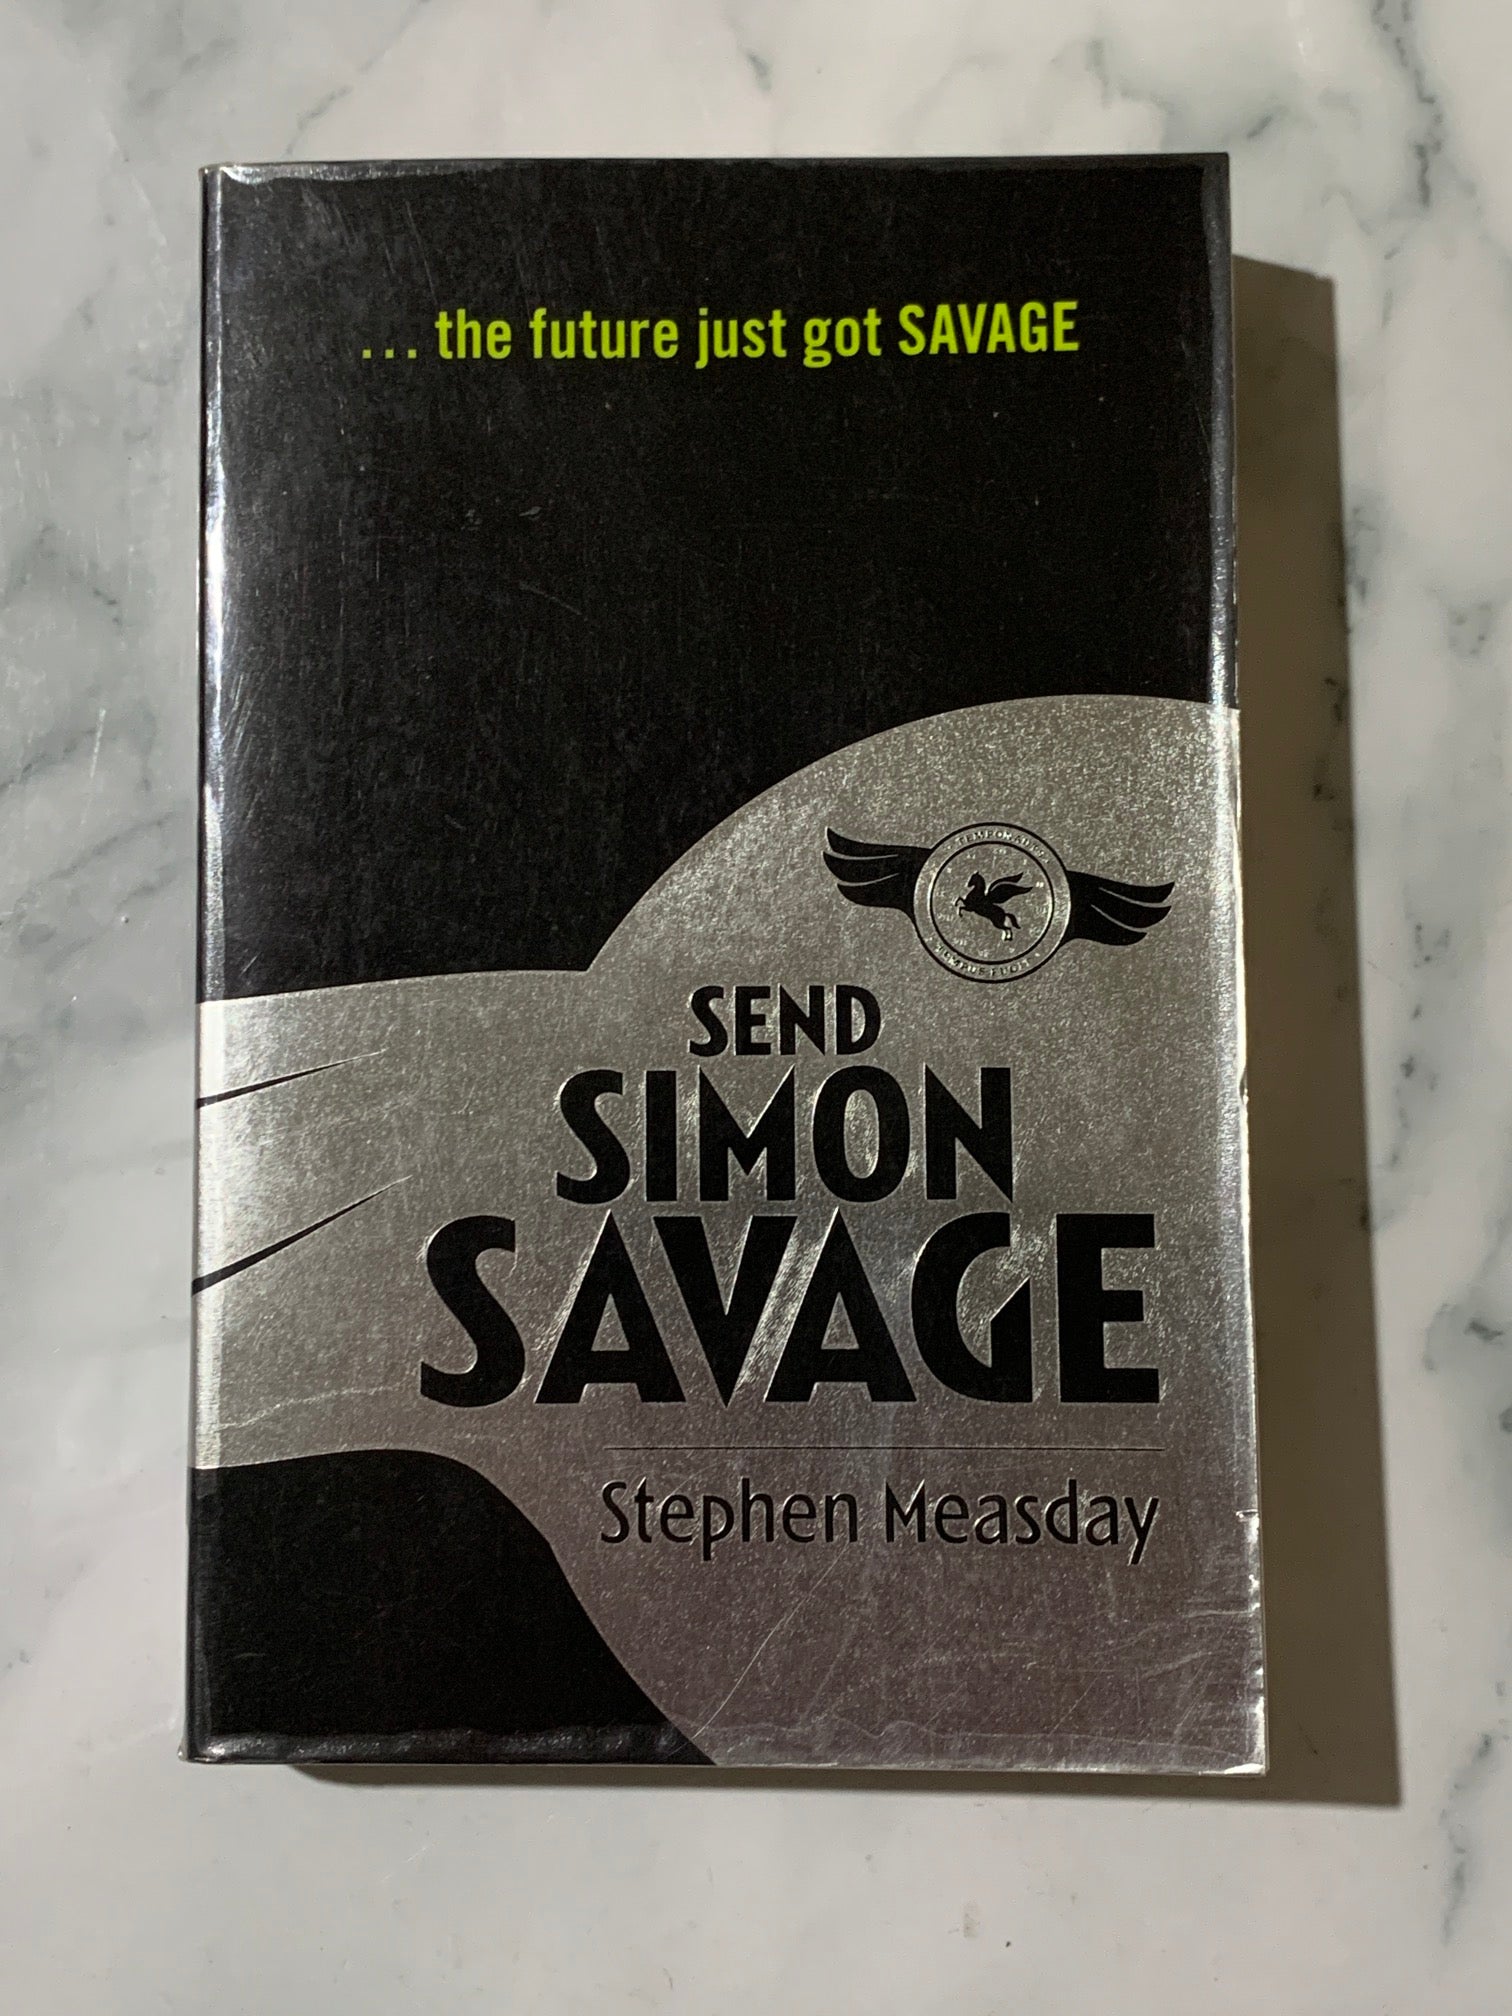 ... the future just got SAVAGE
SEND
SIMON
SAVAGE
Stephen Measday